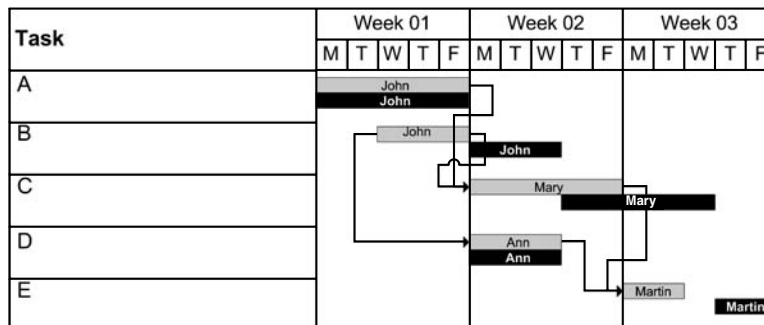 Task
Week 01 Week 02 Week 03
M T W T F M T W T F M T W T F
A
John
John
B
John
John
C
Mary
Mary
D
Ann
Ann
E
Martin
Martin